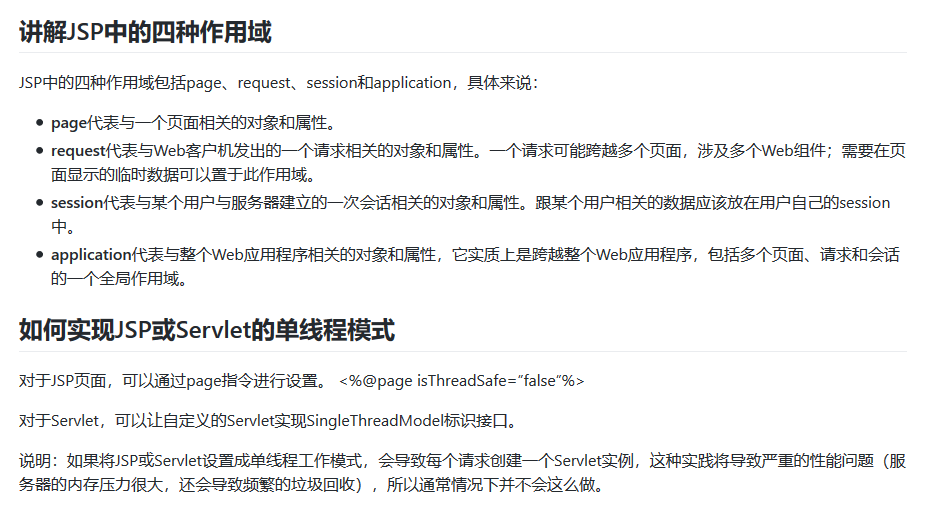 讲解JSP中的四种作用域
JSP中的四种作用域包括page、request、session和application，具体来说：
page代表与一个页面相关的对象和属性。
request代表与Web客户机发出的一个请求相关的对象和属性。一个请求可能跨越多个页面，涉及多个Web组件；需要在页
面显示的临时数据可以置于此作用域。
session代表与某个用户与服务器建立的一次会话相关的对象和属性。跟某个用户相关的数据应该放在用户自己的session
中。
application代表与整个Web应用程序相关的对象和属性，它实质上是跨越整个Web应用程序，包括多个页面、请求和会话
的一个全局作用域。
如何实现JSP或Servlet的单线程模式
对于JSP页面，可以通过page指令进行设置。 <%@page isThreadSafe=”false”%>
对于Servlet，可以让自定义的Servlet实现SingleThreadModel标识接口。
说明：如果将JSP或Servlet设置成单线程工作模式，会导致每个请求创建一个Servlet实例，这种实践将导致严重的性能问题（服
务器的内存压力很大，还会导致频繁的垃圾回收），所以通常情况下并不会这么做。